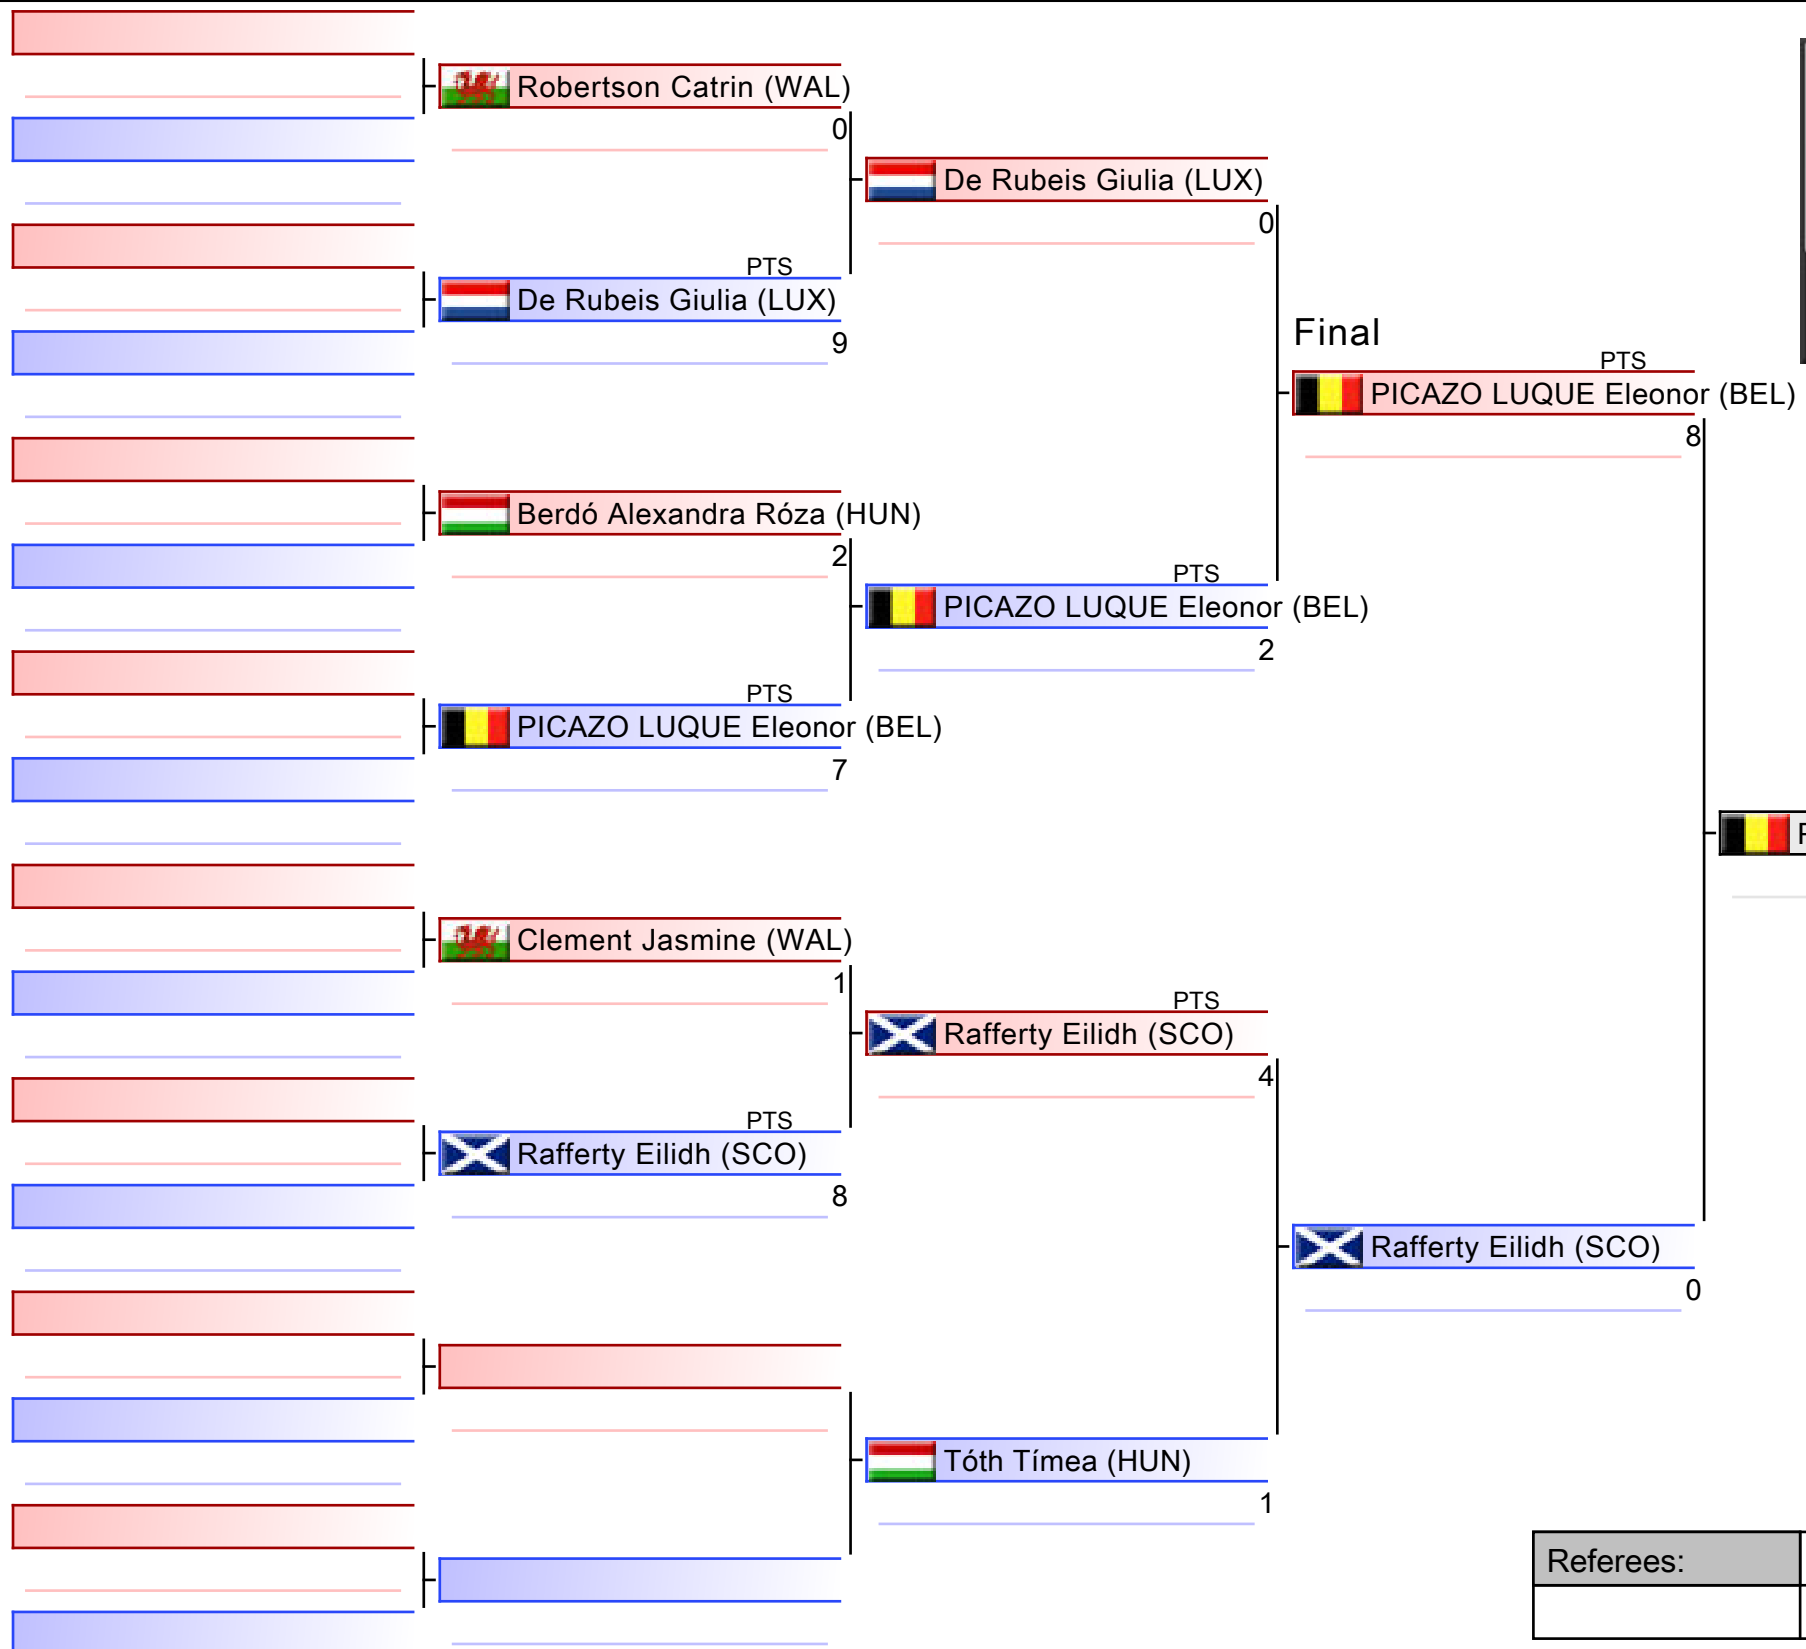 Robertson Catrin (WAL)
0
PTS
De Rubeis Giulia (LUX)
9
Berdó Alexandra Róza (HUN)
2
PTS
PICAZO LUQUE Eleonor (BEL)
7
Clement Jasmine (WAL)
1
PTS
Rafferty Eilidh (SCO)
8
De Rubeis Giulia (LUX)
0
PTS
PICAZO LUQUE Eleonor (BEL)
2
PTS
Rafferty Eilidh (SCO)
4
Tóth Tímea (HUN)
1
Final
PTS
PICAZO LUQUE Eleonor (BEL)
8
Rafferty Eilidh (SCO)
0
Referees: